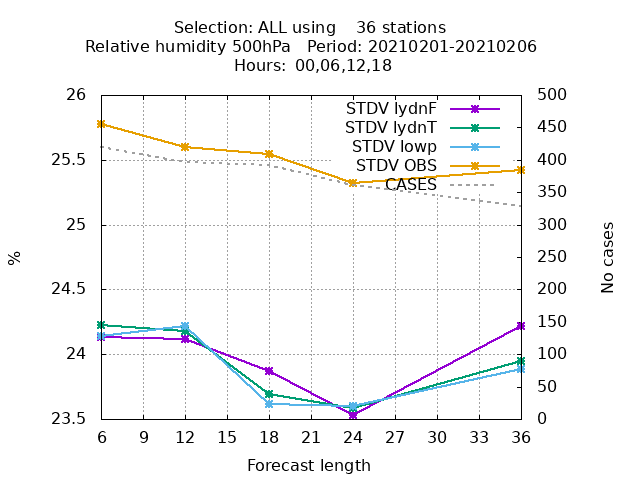 Selection: ALL using    36 stations
Relative humidity 500hPa   Period: 20210201-20210206
Hours:  00,06,12,18
26
25.5
25
24.5
24
23.5
%
STDV IydnF
STDV IydnT
STDV Iowp
STDV OBS
CASES
500
450
400
350
300
250
200
150
100
50
0
No cases
6 9 12 15 18 21 24 27 30 33 36
Forecast length